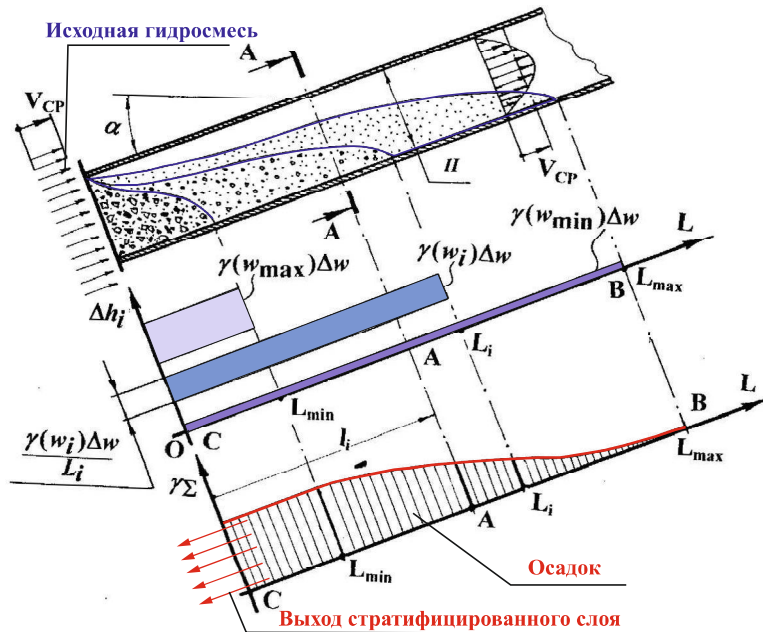 Исходная гидросмесь
A
V_CP
α
II
V_CP
A
γ(w_max)Δw
γ(w_i)Δw
γ(w_min)Δw
L
B
L_max
Δh_i
L_i
A
L_min
O
C
γ(w_i)Δw
L_i
l_i
L
B
L_max
γ_Σ
L_i
A
L_min
C
Осадок
Выход стратифицированного слоя